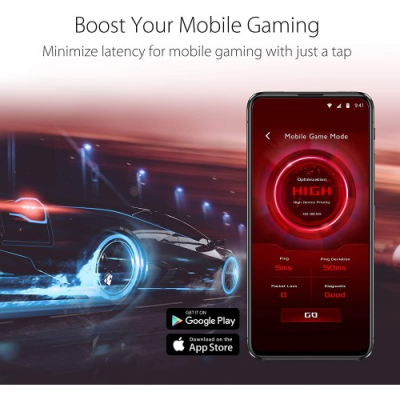 Boost Your Mobile Gaming
Minimize latency for mobile gaming with just a tap
9:41
Mobile Game Mode
Optimization
HIGH
High Device Priority
Ping
5ms
Ping Deviation
50ms
Packet Loss
0
Diagnosis
Good
GO
GET IT ON
Google Play
Download on the
App Store